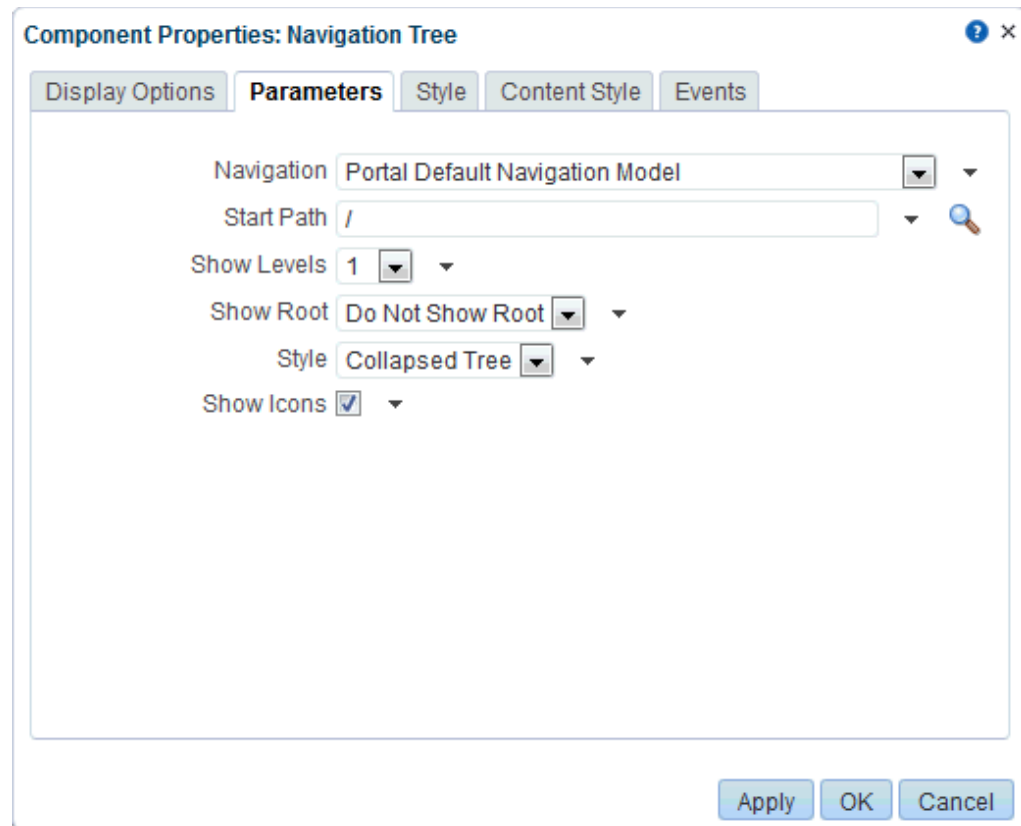 Component Properties: Navigation Tree
Display Options Parameters Style Content Style Events
Navigation Portal Default Navigation Model
Start Path /
Show Levels 1
Show Root Do Not Show Root
Style Collapsed Tree
Show Icons
Apply OK Cancel